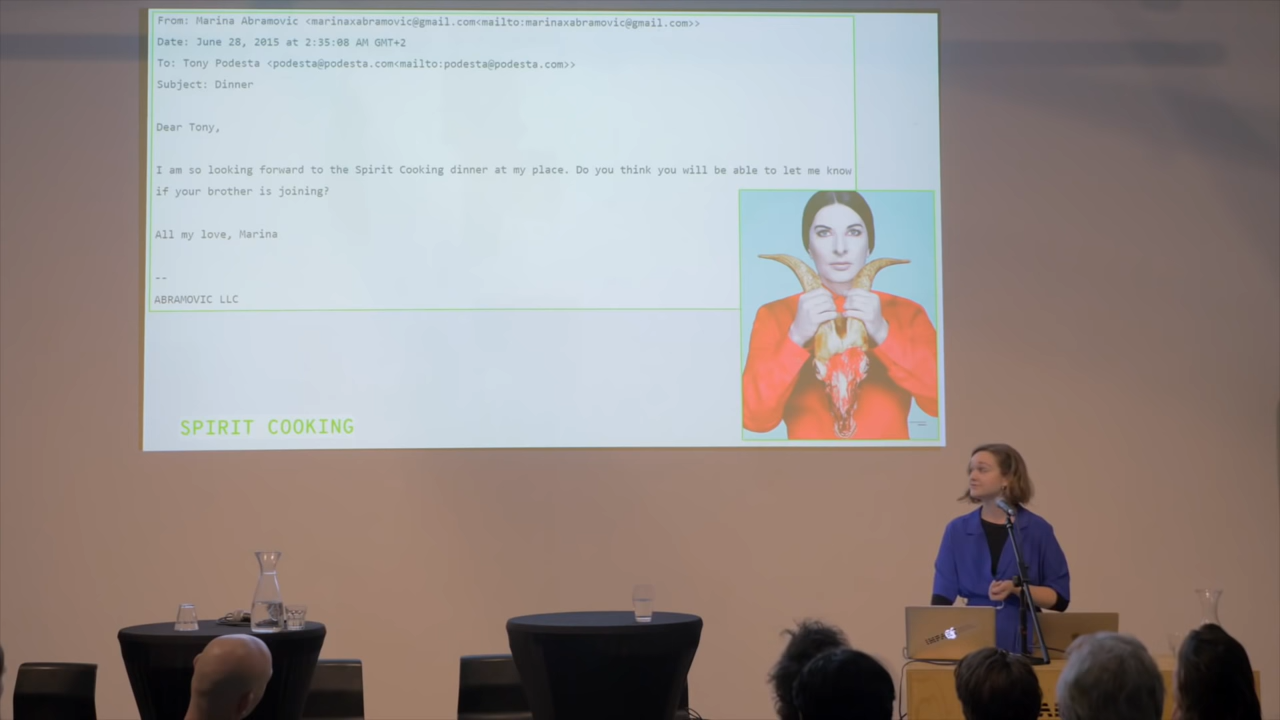 From: Marina Abramovic <marinaxabramovic@gmail.com<mailto:marinaxabramovic@gmail.com>>
Date: June 28, 2015 at 2:35:08 AM GMT+2
To: Tony Podesta <podesta@podesta.com<mailto:podesta@podesta.com>>
Subject: Dinner
Dear Tony,
I am so looking forward to the Spirit Cooking dinner at my place. Do you think you will be able to let me know
if your brother is joining?
All my love, Marina
--
ABRAMOVIC LLC
SPIRIT COOKING